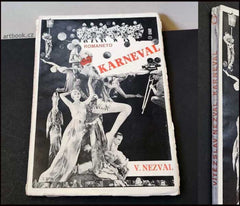 artbook.cz
ROMANETO
KARNEVAL
V. NEZVAL
VÍTĚZSLAV NEZVAL KARNEVAL